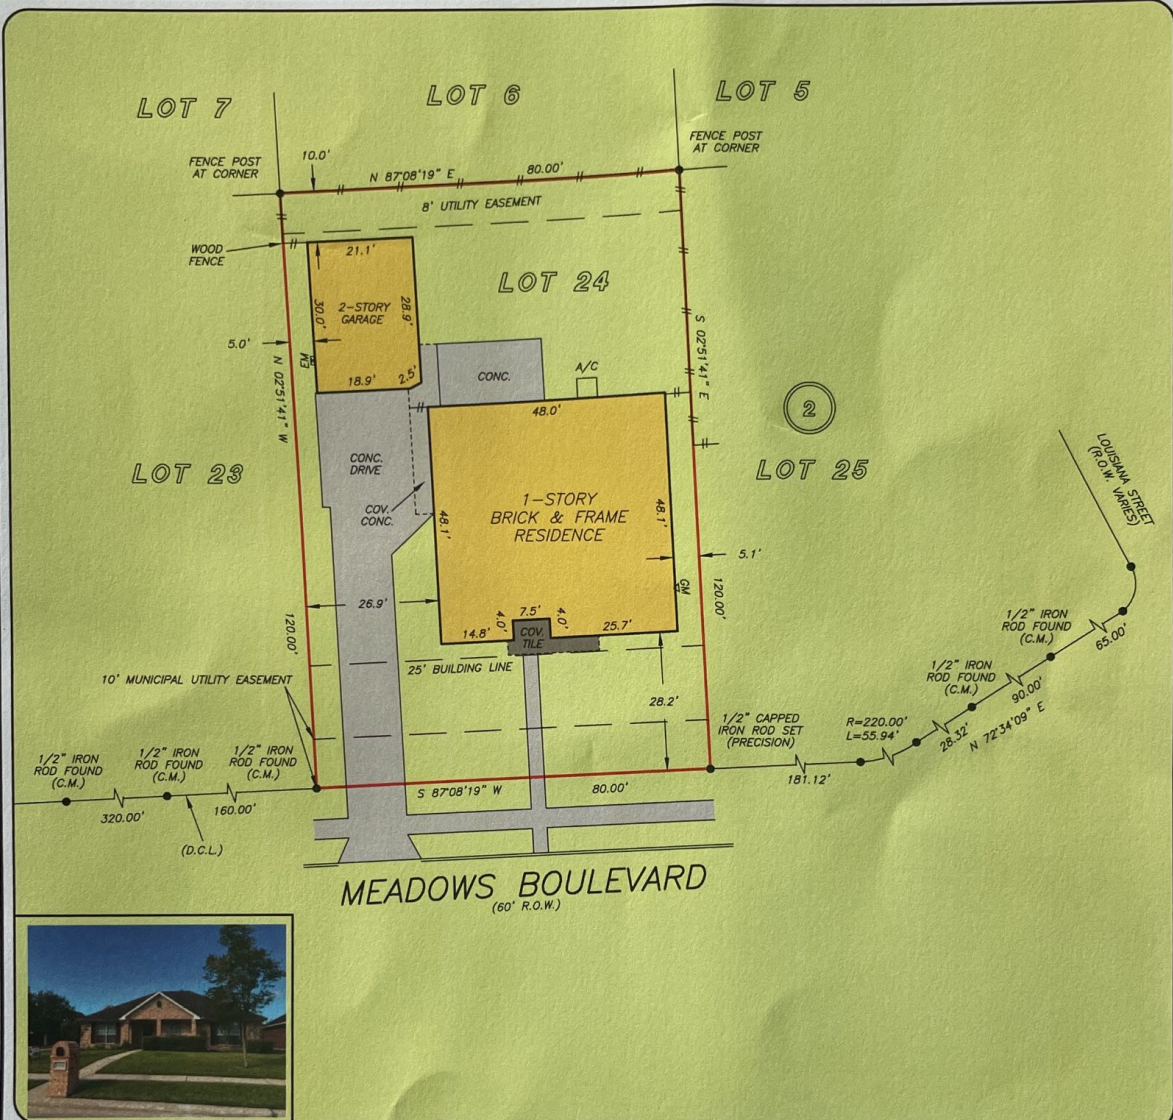 LOT 7
LOT 6
LOT 5
FENCE POST
AT CORNER
10.0'
N 87°08'19" E
80.00'
FENCE POST
AT CORNER
8' UTILITY EASEMENT
WOOD
FENCE
21.1'
LOT 24
30.0'
2-STORY
GARAGE
28.9'
5.0'
EM
N 02°51'41" W
S 02°51'41" E
18.9'
2.5'
CONC.
A/C
48.0'
2
LOT 23
CONC.
DRIVE
LOT 25
LOUISIANA STREET
(R.O.W. VARIES)
COV.
CONC.
48.1'
1-STORY
BRICK & FRAME
RESIDENCE
48.1'
5.1'
GM
26.9'
120.00'
120.00'
14.8'
4.0'
7.5'
4.0'
25.7'
COV.
TILE
25' BUILDING LINE
10' MUNICIPAL UTILITY EASEMENT
28.2'
1/2" IRON
ROD FOUND
(C.M.)
65.00'
1/2" IRON
ROD FOUND
(C.M.)
90.00'
1/2" CAPPED
IRON ROD SET
(PRECISION)
R=220.00'
L=55.94'
28.32'
N 72°34'09" E
1/2" IRON
ROD FOUND
(C.M.)
1/2" IRON
ROD FOUND
(C.M.)
1/2" IRON
ROD FOUND
(C.M.)
320.00'
160.00'
(D.C.L.)
S 87°08'19" W
80.00'
181.12'
MEADOWS BOULEVARD
(60' R.O.W.)